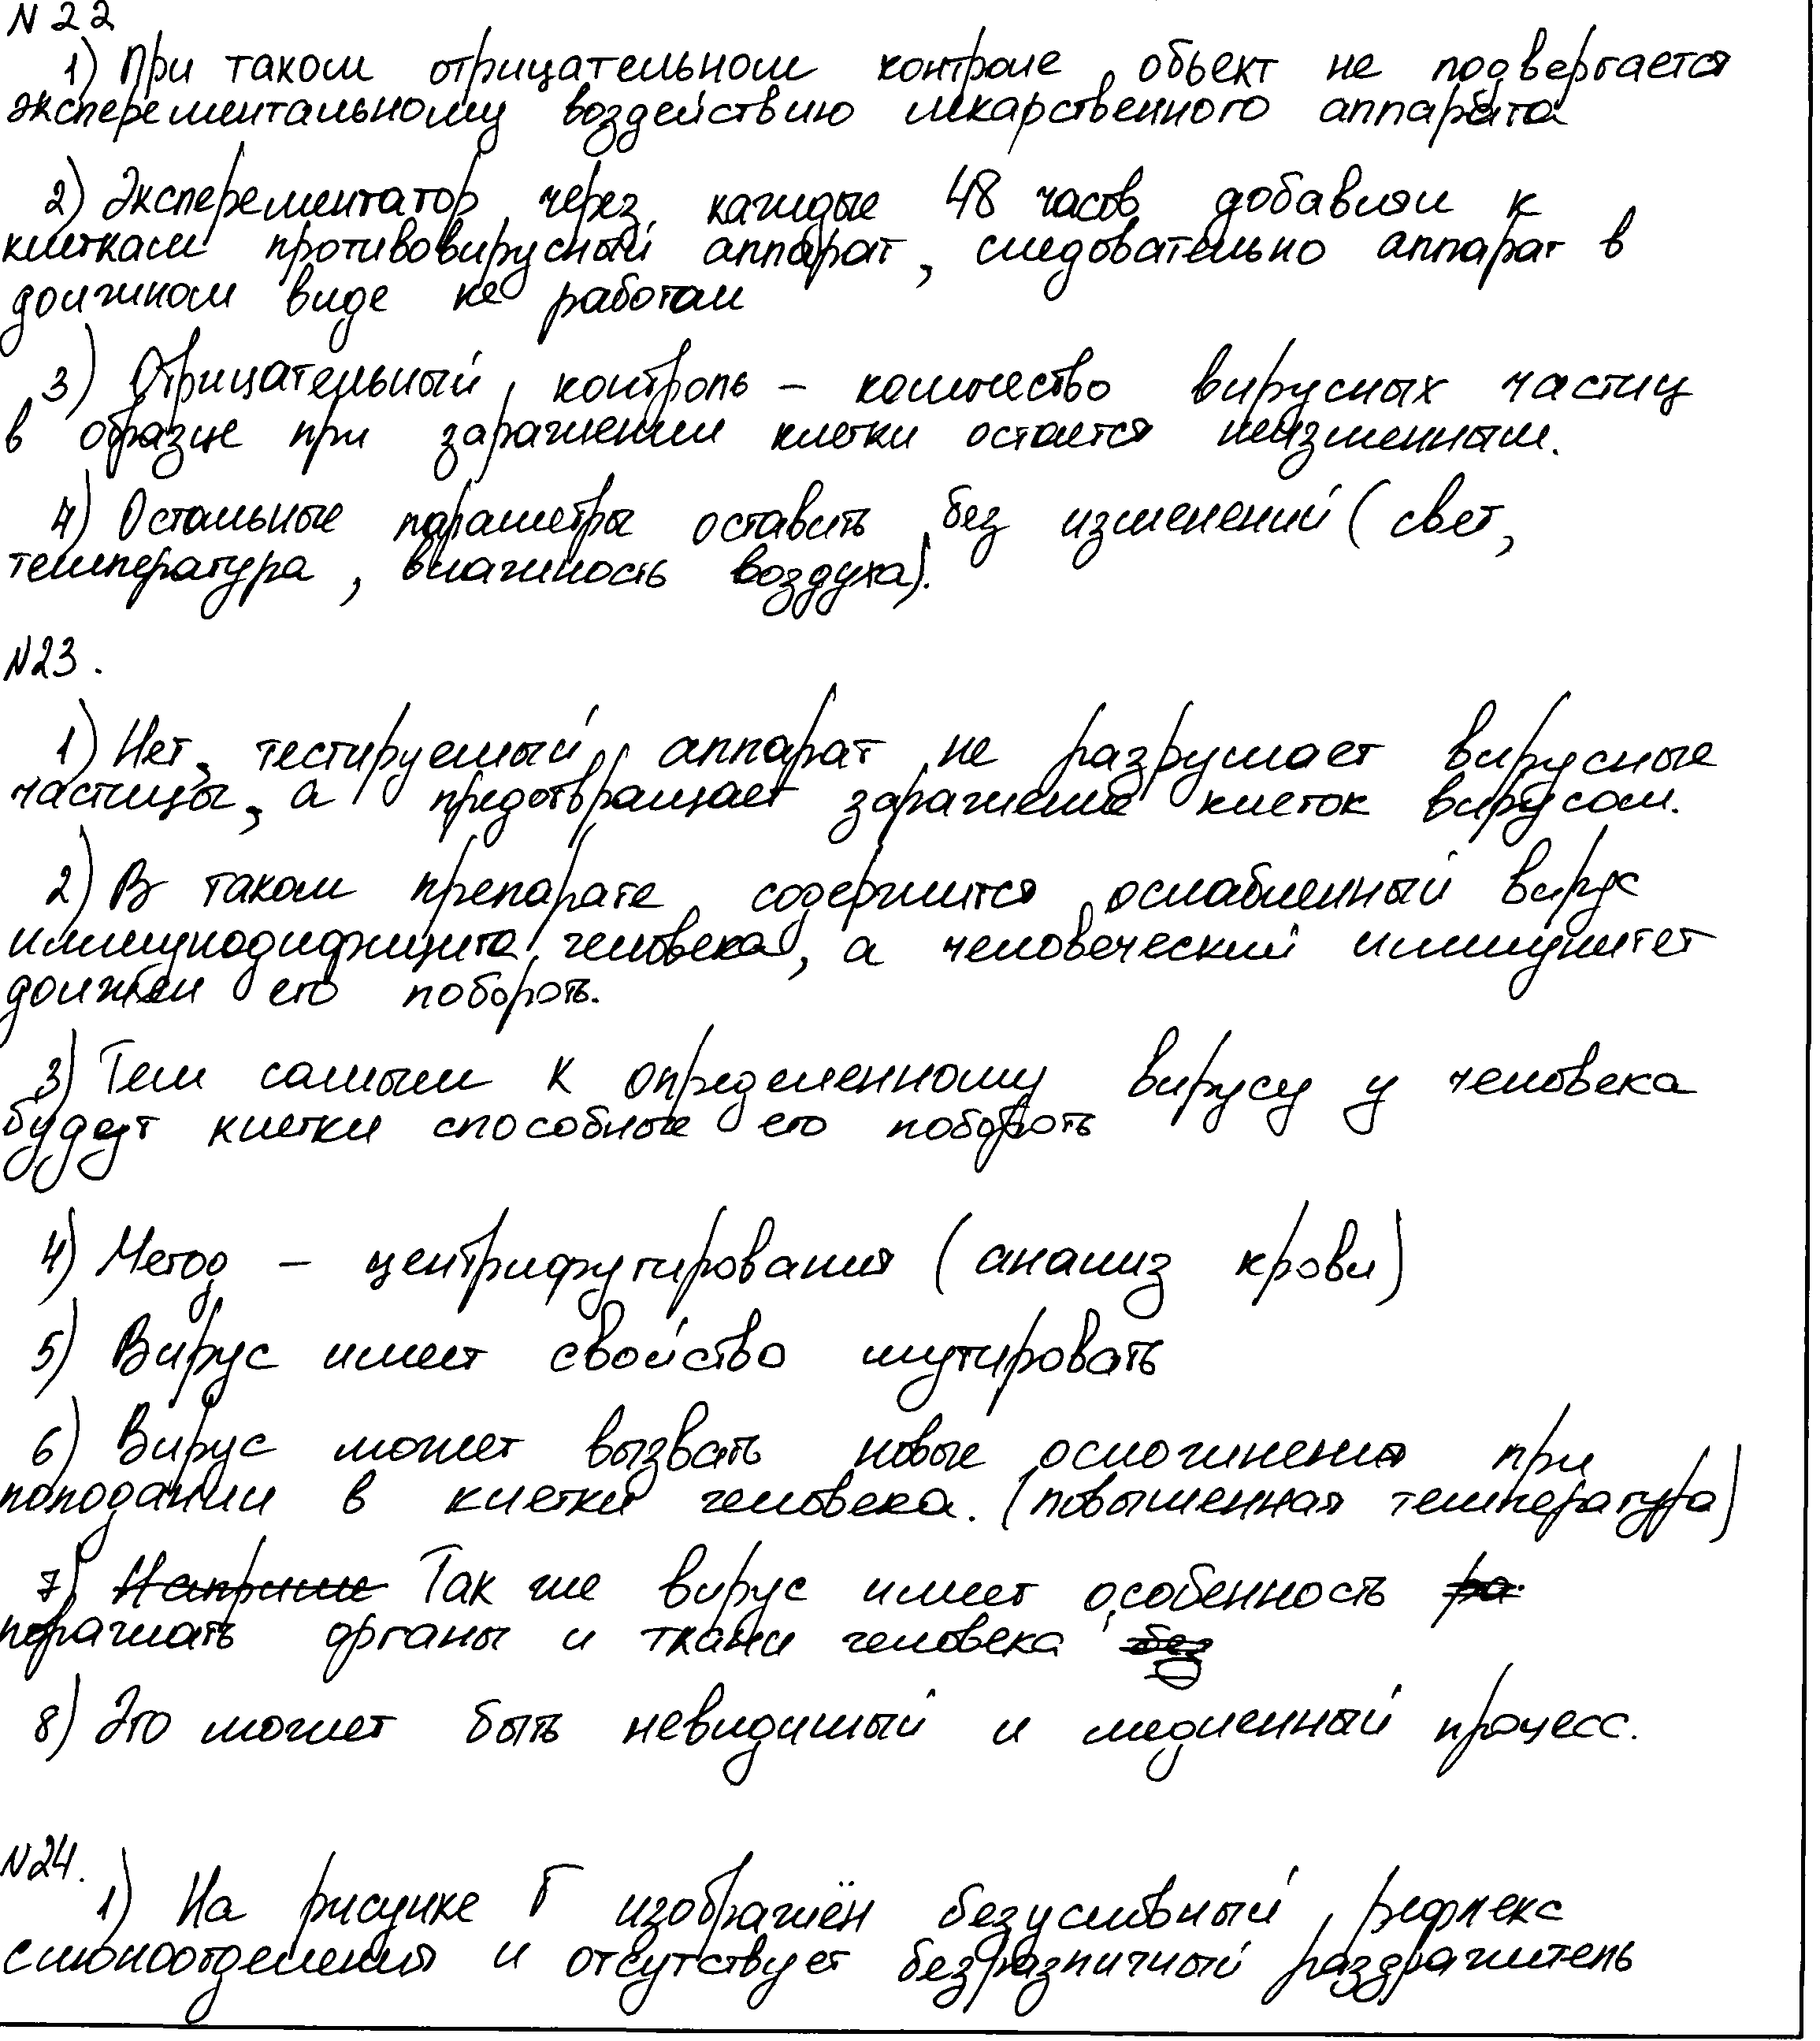 N22
1) При таком отрицательном контроле объект не подвергается
эксперементальному воздействию лекарственного аппарата
2) Эксперементатор через каждые 48 часов добавлял к
клеткам противовирусный аппарат, следовательно аппарат в
должном виде не работал
3) Отрицательный контроль – количество вирусных частиц
в образце при заражении клетки остается неизменным.
4) Остальные параметры оставить без изменений (свет,
температура, влажность воздуха).
N23.
1) Нет, тестируемый аппарат не разрушает вирусные
частицы, а предотвращает заражение клеток вирусом.
2) В таком препарате содержится ослабленный вирус
иммунодифицита человека, а человеческий иммунитет
должен его побороть.
3) Тем самым к определенному вирусу у человека
будут клетки способные его побороть
4) Метод – центрифугирования (анализ крови)
5) Вирус имеет свойство мутировать
6) Вирус может вызвать новые осложнения при
поподании в клетки человека. (повышенная температура)
7) Наприме Так же вирус имеет особенность ра
поражать органы и ткани человека без
8) Это может быть невидимый и медленный процесс.
N24.
1) На рисунке Г изображён безусловный рефлекс
слюноотделения и отсутствует безразличный раздражитель